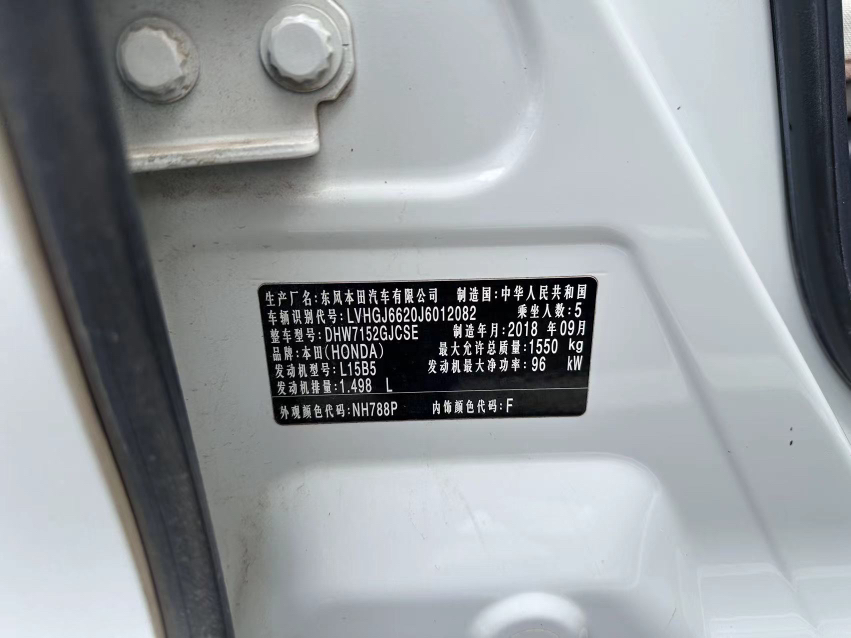 生产厂名:东风本田汽车有限公司 制造国:中华人民共和国
车辆识别代号:LVHGJ6620J6012082 乘坐人数:5
整车型号:DHW7152GJCSE 制造年月:2018 年09月
品牌:本田(HONDA) 最大允许总质量:1550 kg
发动机型号:L15B5 发动机最大净功率:96 kW
发动机排量:1.498 L
外观颜色代码:NH788P 内饰颜色代码:F